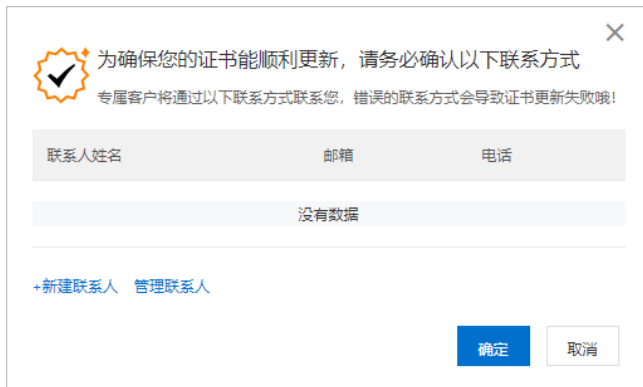 为确保您的证书能顺利更新，请务必确认以下联系方式
专属客户将通过以下联系方式联系您，错误的联系方式会导致证书更新失败哦！
联系人姓名 邮箱 电话
没有数据
+新建联系人 管理联系人
确定 取消